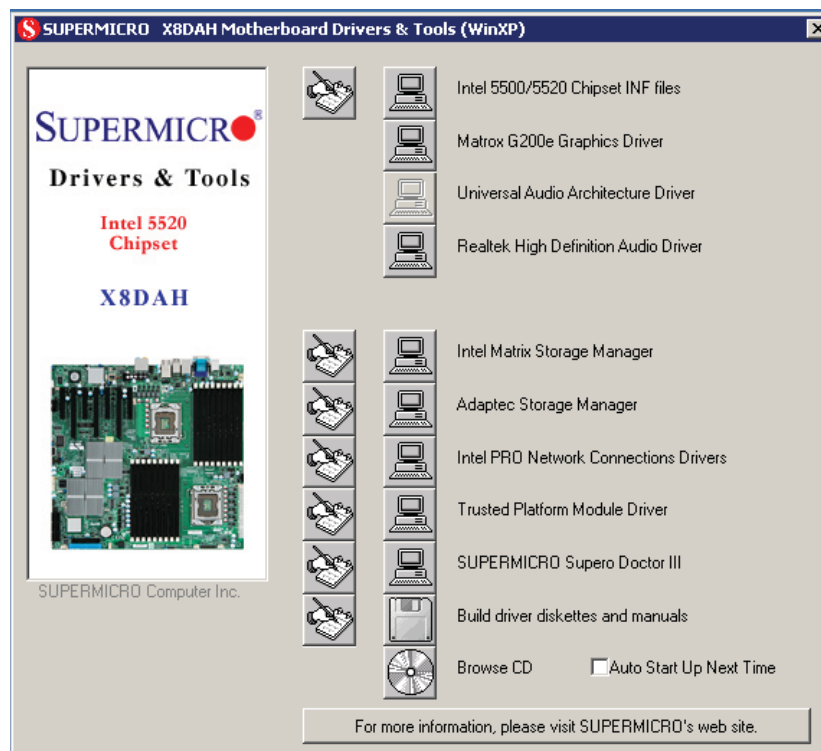 SUPERMICRO X8DAH Motherboard Drivers & Tools (WinXP)
SUPERMICRO®
Drivers & Tools
Intel 5520
Chipset
X8DAH
SUPERMICRO Computer Inc.
Intel 5500/5520 Chipset INF files
Matrox G200e Graphics Driver
Universal Audio Architecture Driver
Realtek High Definition Audio Driver
Intel Matrix Storage Manager
Adaptec Storage Manager
Intel PRO Network Connections Drivers
Trusted Platform Module Driver
SUPERMICRO Supero Doctor III
Build driver diskettes and manuals
Browse CD Auto Start Up Next Time
For more information, please visit SUPERMICRO's web site.